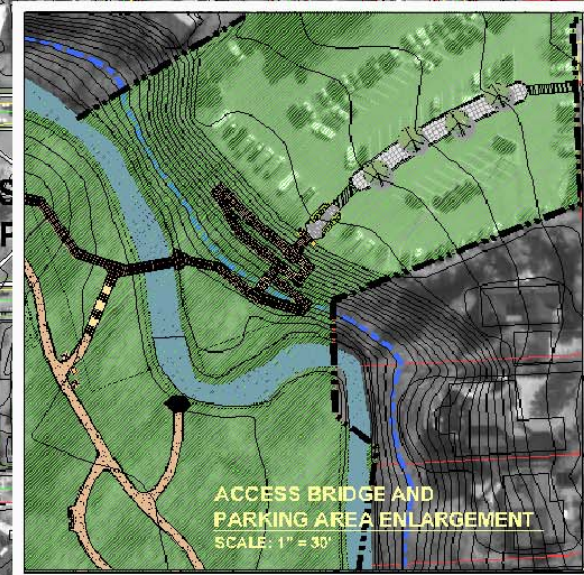 ACCESS BRIDGE AND
PARKING AREA ENLARGEMENT
SCALE: 1" = 30'